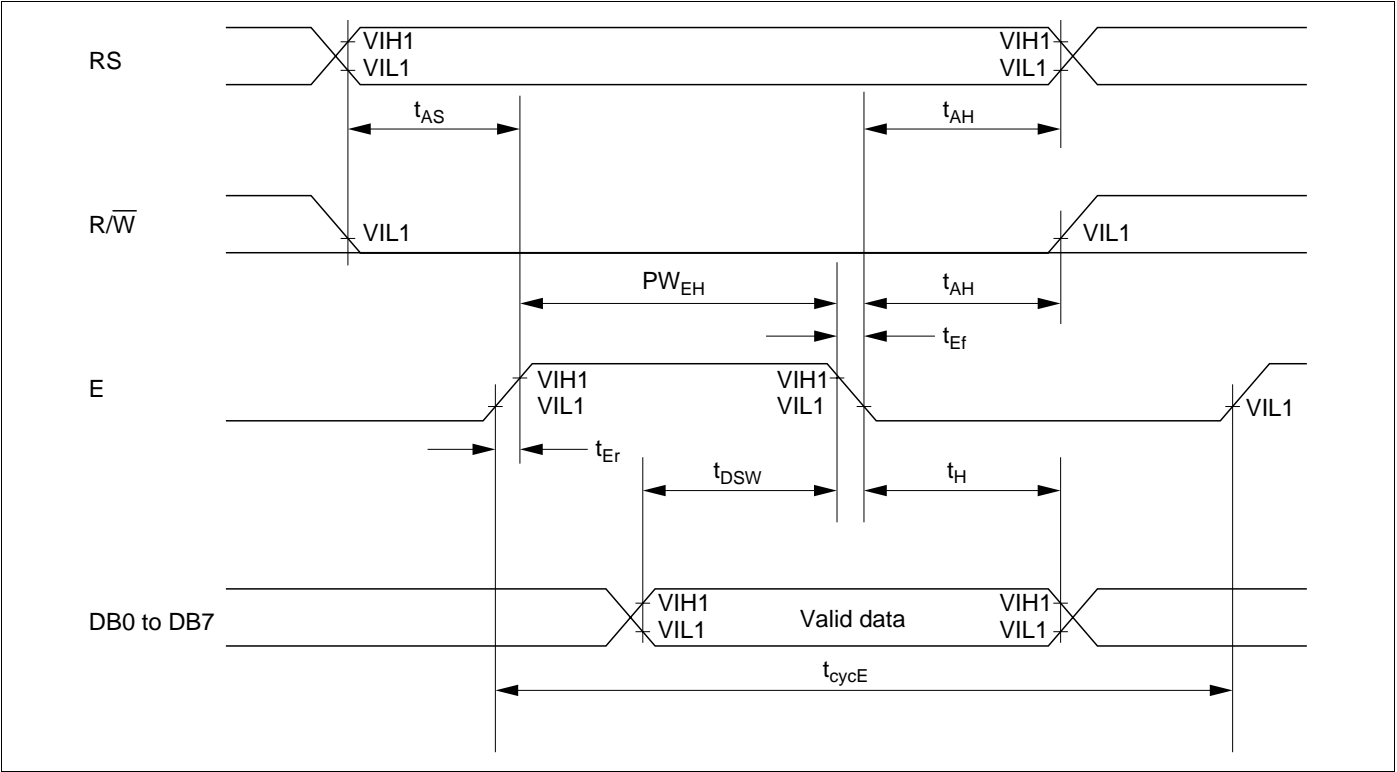 RS
VIH1
VIL1
VIH1
VIL1
tAS
tAH
R/W̅
VIL1
VIL1
PWEH
tAH
tEf
E
VIH1
VIL1
VIH1
VIL1
VIL1
tEr
tDSW
tH
DB0 to DB7
VIH1
VIL1
Valid data
VIH1
VIL1
tcycE